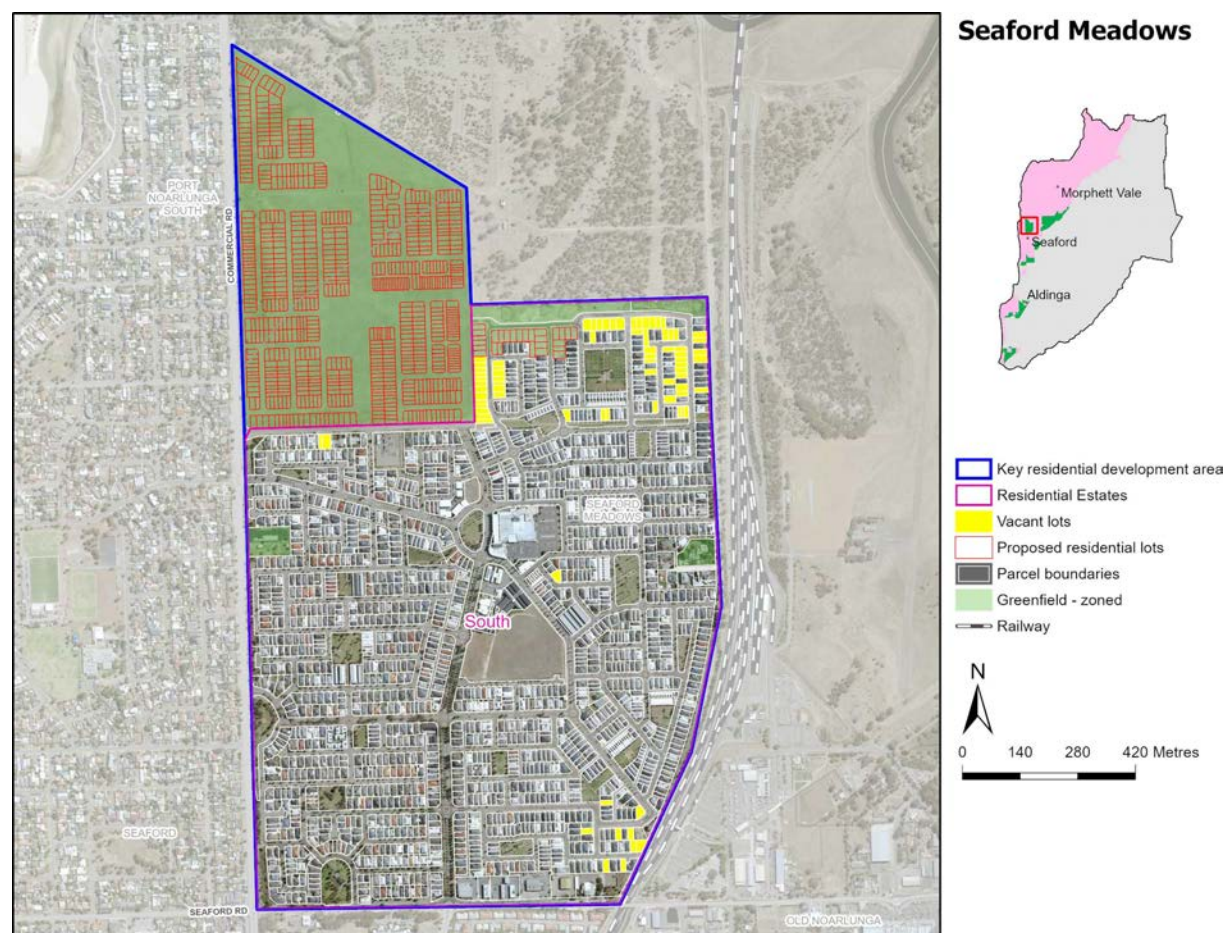 Seaford Meadows
PORT
NOARLUNGA
SOUTH
COMMERCIAL RD
SEAFORD
MEADOWS
South
SEAFORD
SEAFORD RD
OLD NOARLUNGA
Morphett Vale
Seaford
Aldinga
Key residential development area
Residential Estates
Vacant lots
Proposed residential lots
Parcel boundaries
Greenfield - zoned
Railway
N
0 140 280 420 Metres